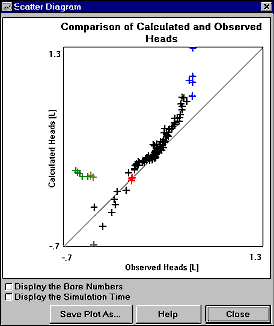 Scatter Diagram
Comparison of Calculated and Observed
Heads
1.3
Calculated Heads [L]
-.7
-.7
1.3
Observed Heads [L]
Display the Bore Numbers
Display the Simulation Time
Save Plot As...
Help
Close